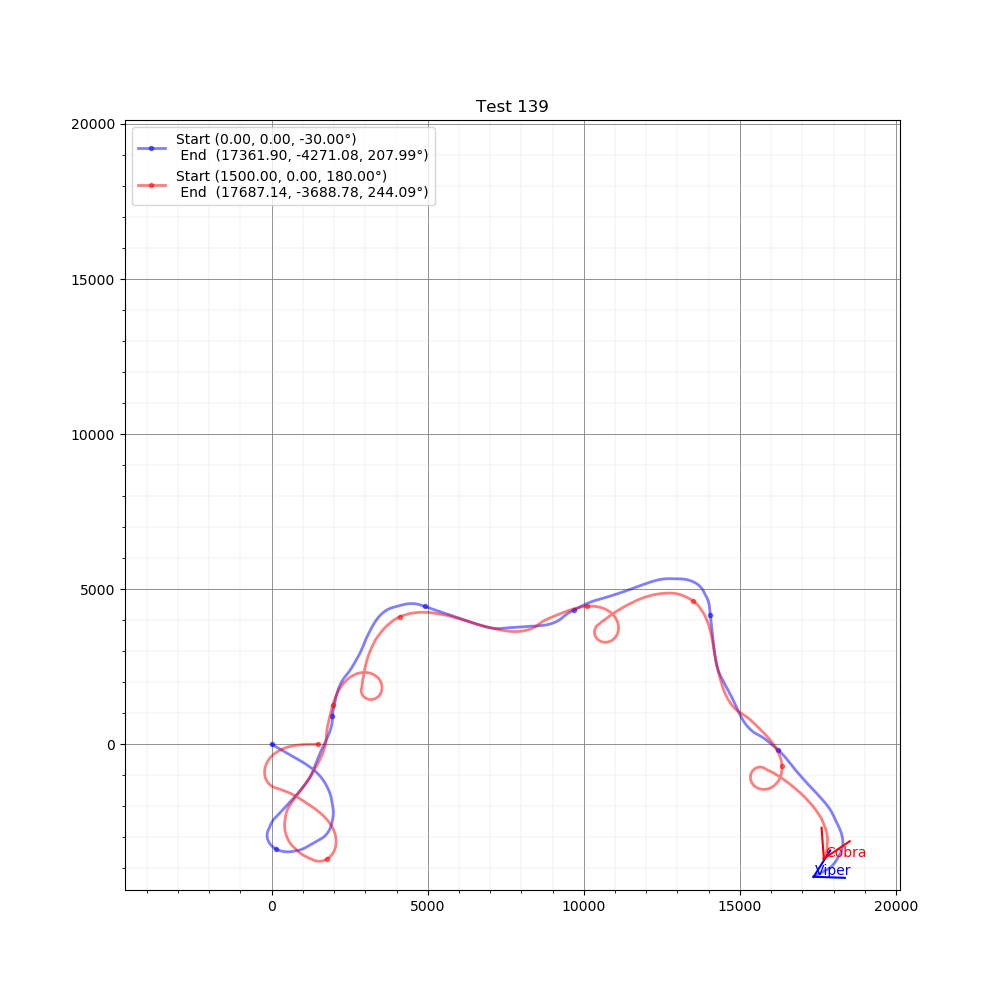 Test 139
Start (0.00, 0.00, -30.00°)
End (17361.90, -4271.08, 207.99°)
Start (1500.00, 0.00, 180.00°)
End (17687.14, -3688.78, 244.09°)
20000
15000
10000
5000
0
Cobra
Viper
0 5000 10000 15000 20000